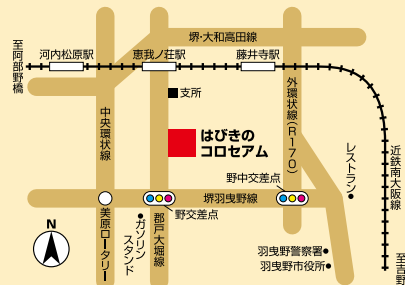 堺・大和高田線
至阿部野橋
河内松原駅
恵我ノ荘駅
藤井寺駅
支所
中央環状線
外環状線(R170)
はびきの
コロセアム
レストラン
近鉄南大阪線
野中交差点
堺羽曳野線
N
美原ロータリー
ガソリン
スタンド
郡戸大堀線
野交差点
羽曳野警察署
羽曳野市役所
至吉野